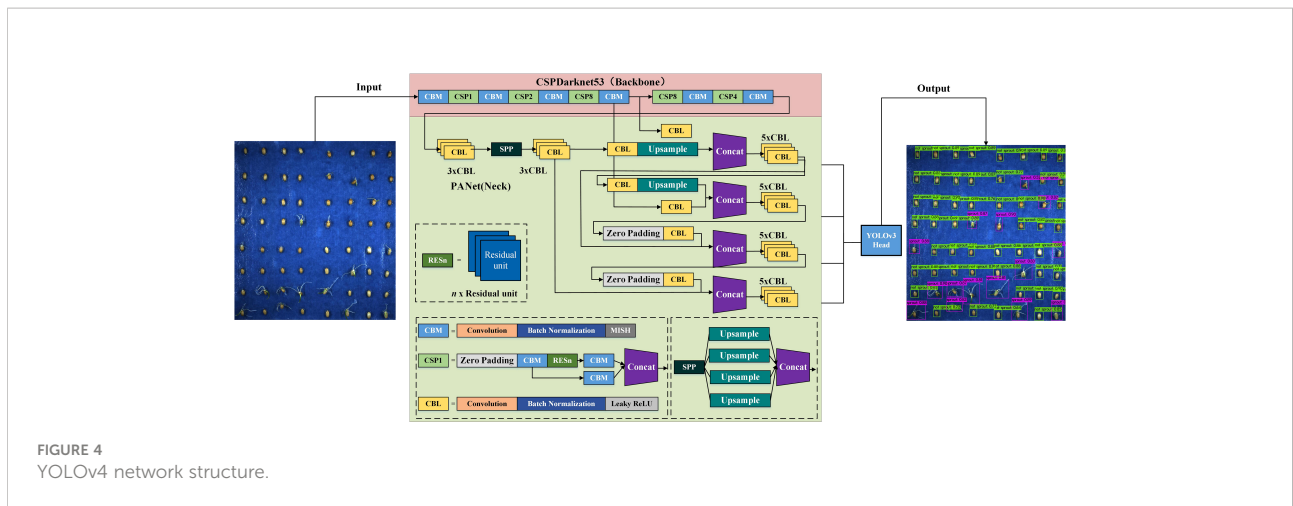 Input
CSPDarknet53（Backbone）
CBM CSP1 CBM CSP2 CBM CSP8 CBM CSP8 CSP4 CBM
Output
CBL
CBL SPP CBL CBL Upsample Concat 5xCBL CBL
3xCBL 3xCBL
PANet(Neck)
CBL Upsample Concat 5xCBL CBL
CBL
Zero Padding CBL Concat 5xCBL CBL
Zero Padding CBL Concat 5xCBL CBL
YOLOv3
Head
RESn = Residual
unit
n x Residual unit
CBM = Convolution Batch Normalization MISH
CSP1 = Zero Padding CBM RESn CBM Concat
CBM
CBL = Convolution Batch Normalization Leaky ReLU
Upsample
Upsample
SPP Concat
Upsample
Upsample
FIGURE 4
YOLOv4 network structure.